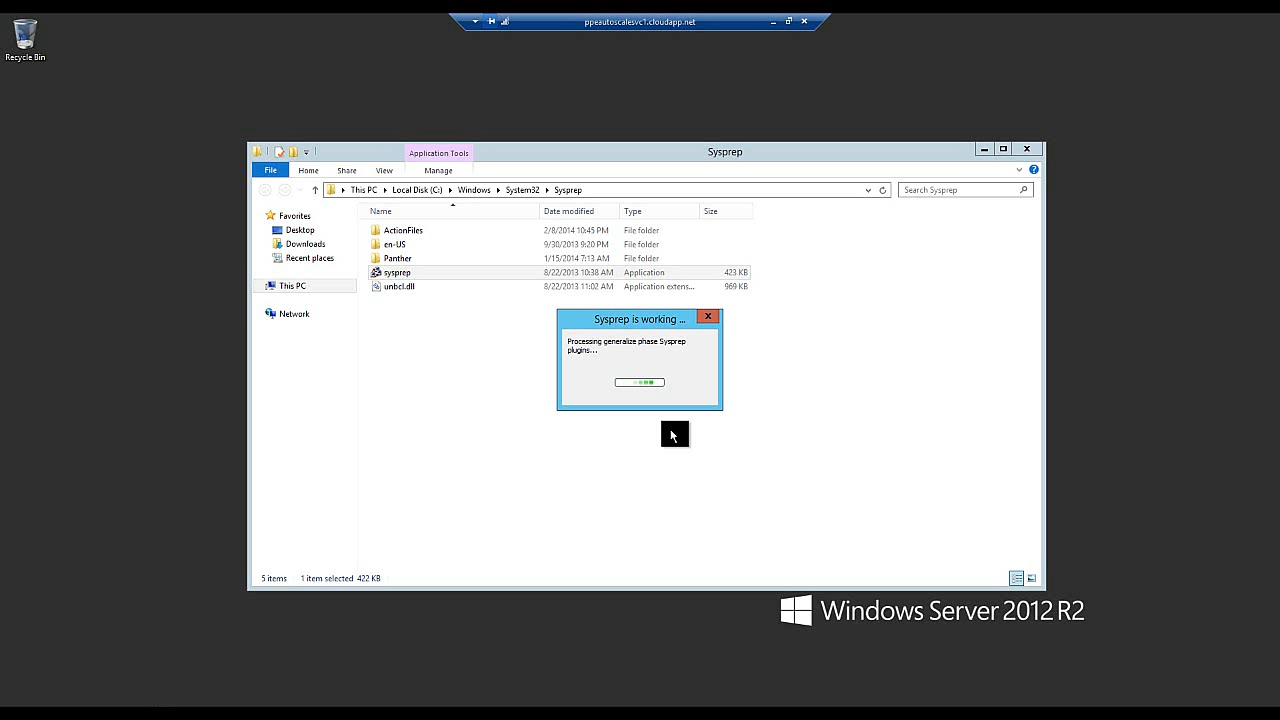 ppeautoscalesvc1.cloudapp.net
Recycle Bin
Application Tools
Sysprep
File Home Share View Manage
This PC Local Disk (C:) Windows System32 Sysprep
Search Sysprep
Name Date modified Type Size
Favorites
Desktop
Downloads
Recent places
This PC
Network
ActionFiles 2/8/2014 10:45 PM File folder
en-US 9/30/2013 9:20 PM File folder
Panther 1/15/2014 7:13 AM File folder
sysprep 8/22/2013 10:38 AM Application 423 KB
unbcl.dll 8/22/2013 11:02 AM Application extens... 969 KB
Sysprep is working ...
Processing generalize phase Sysprep
plugins...
5 items 1 item selected 422 KB
Windows Server 2012 R2